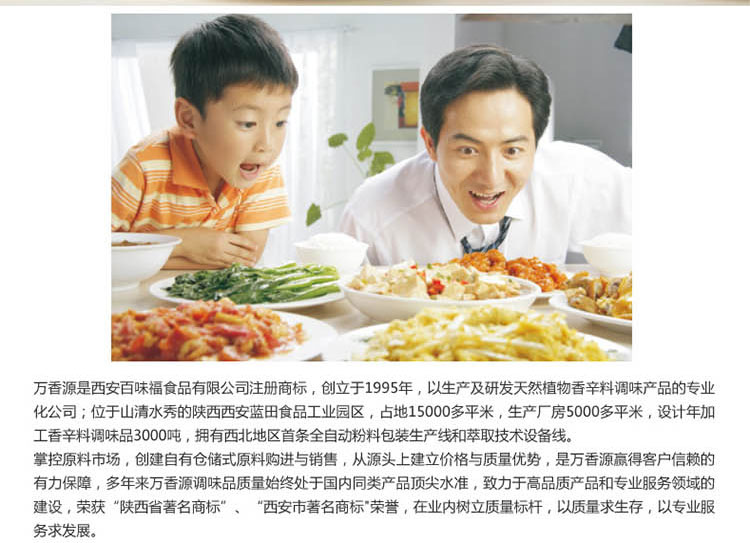 万香源是西安百味福食品有限公司注册商标，创立于1995年，以生产及研发天然植物香辛料调味产品的专业
化公司；位于山清水秀的陕西西安蓝田食品工业园区，占地15000多平米，生产厂房5000多平米，设计年加
工香辛料调味品3000吨，拥有西北地区首条全自动粉料包装生产线和萃取技术设备线。
掌控原料市场，创建自有仓储式原料购进与销售，从源头上建立价格与质量优势，是万香源赢得客户信赖的
有力保障，多年来万香源调味品质量始终处于国内同类产品顶尖水准，致力于高品质产品和专业服务领域的
建设，荣获“陕西省著名商标”、“西安市著名商标"荣誉，在业内树立质量标杆，以质量求生存，以专业服
务求发展。